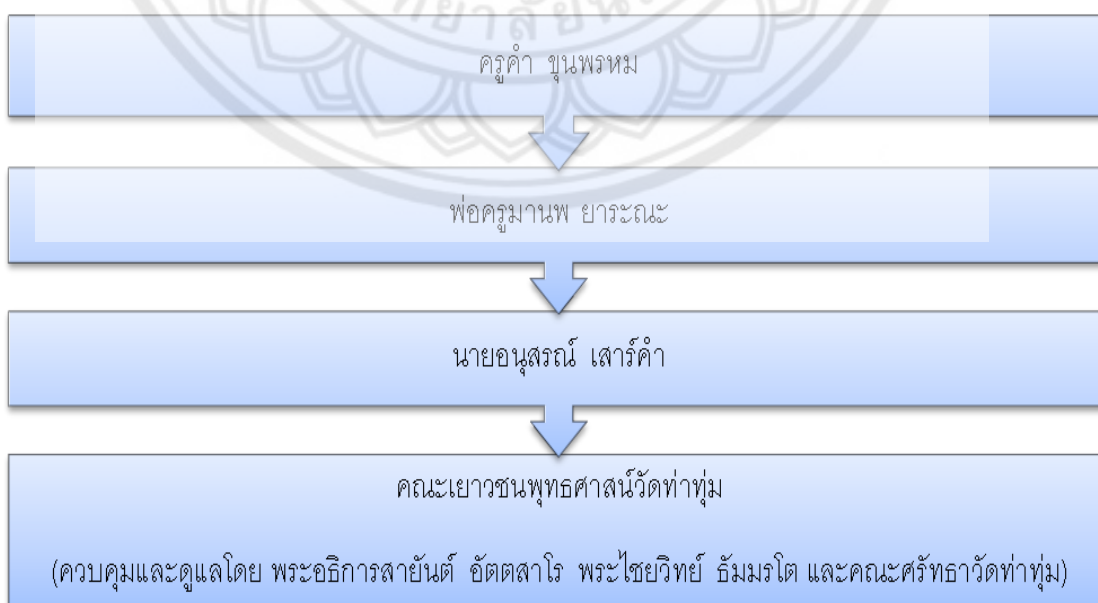 ครูคำ ขุนพรหม
พ่อครูมานพ ยาระณะ
นายอนุสรณ์ เสาร์คำ
คณะเยาวชนพุทธศาสน์วัดท่าทุ่ม
(ควบคุมและดูแลโดย พระอธิการสายันต์ อัตตสาโร พระไชยวิทย์ ธัมมรโต และคณะศรัทธาวัดท่าทุ่ม)